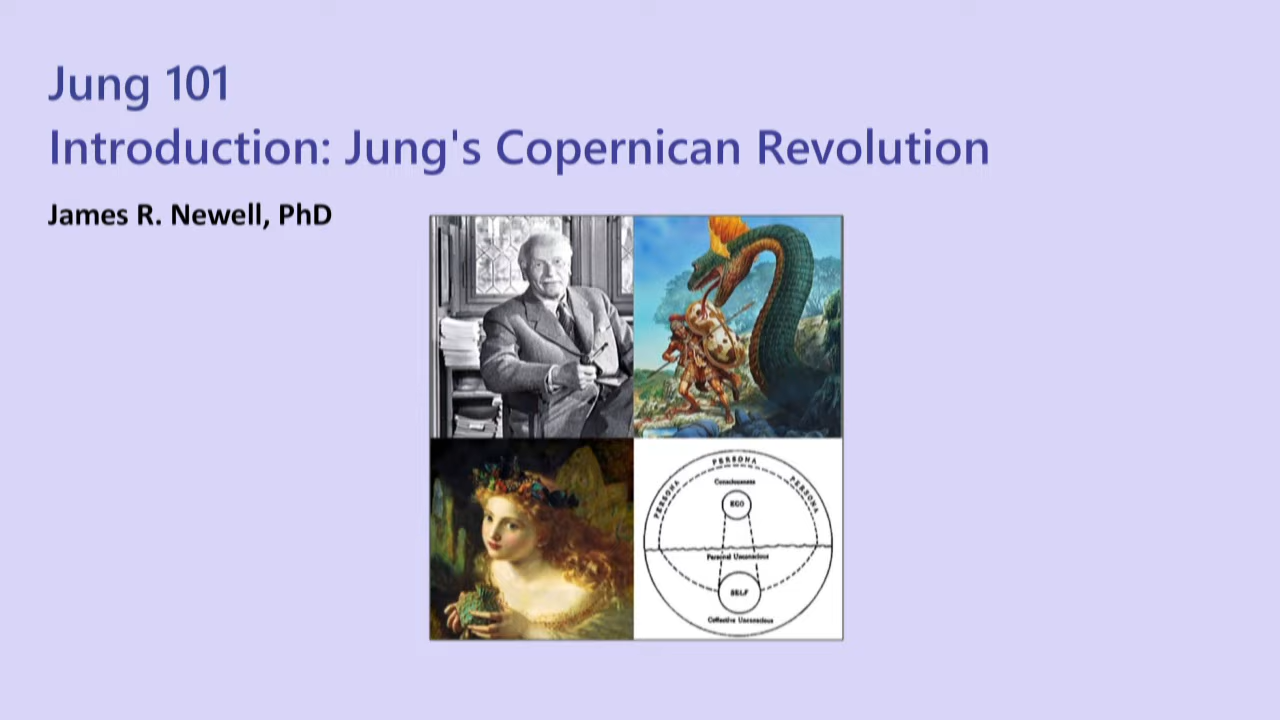 Jung 101
Introduction: Jung's Copernican Revolution
James R. Newell, PhD
PERSONA
PERSONA
PERSONA
Consciousness
EGO
Personal Unconscious
SELF
Collective Unconscious